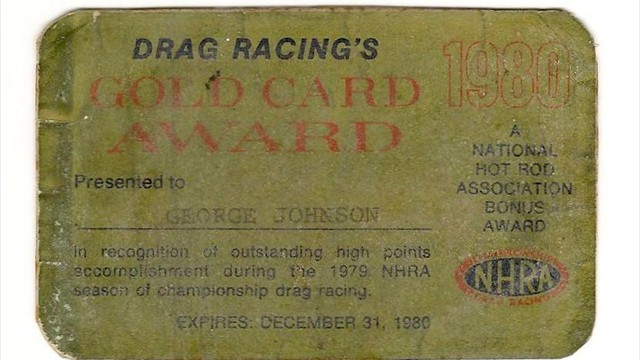 DRAG RACING'S
GOLD CARD
AWARD
1980
A
NATIONAL
HOT ROD
ASSOCIATION
BONUS
AWARD
Presented to
GEORGE JOHNSON
in recognition of outstanding high points
accomplishment during the 1979 NHRA
season of championship drag racing.
NHRA
EXPIRES: DECEMBER 31, 1980